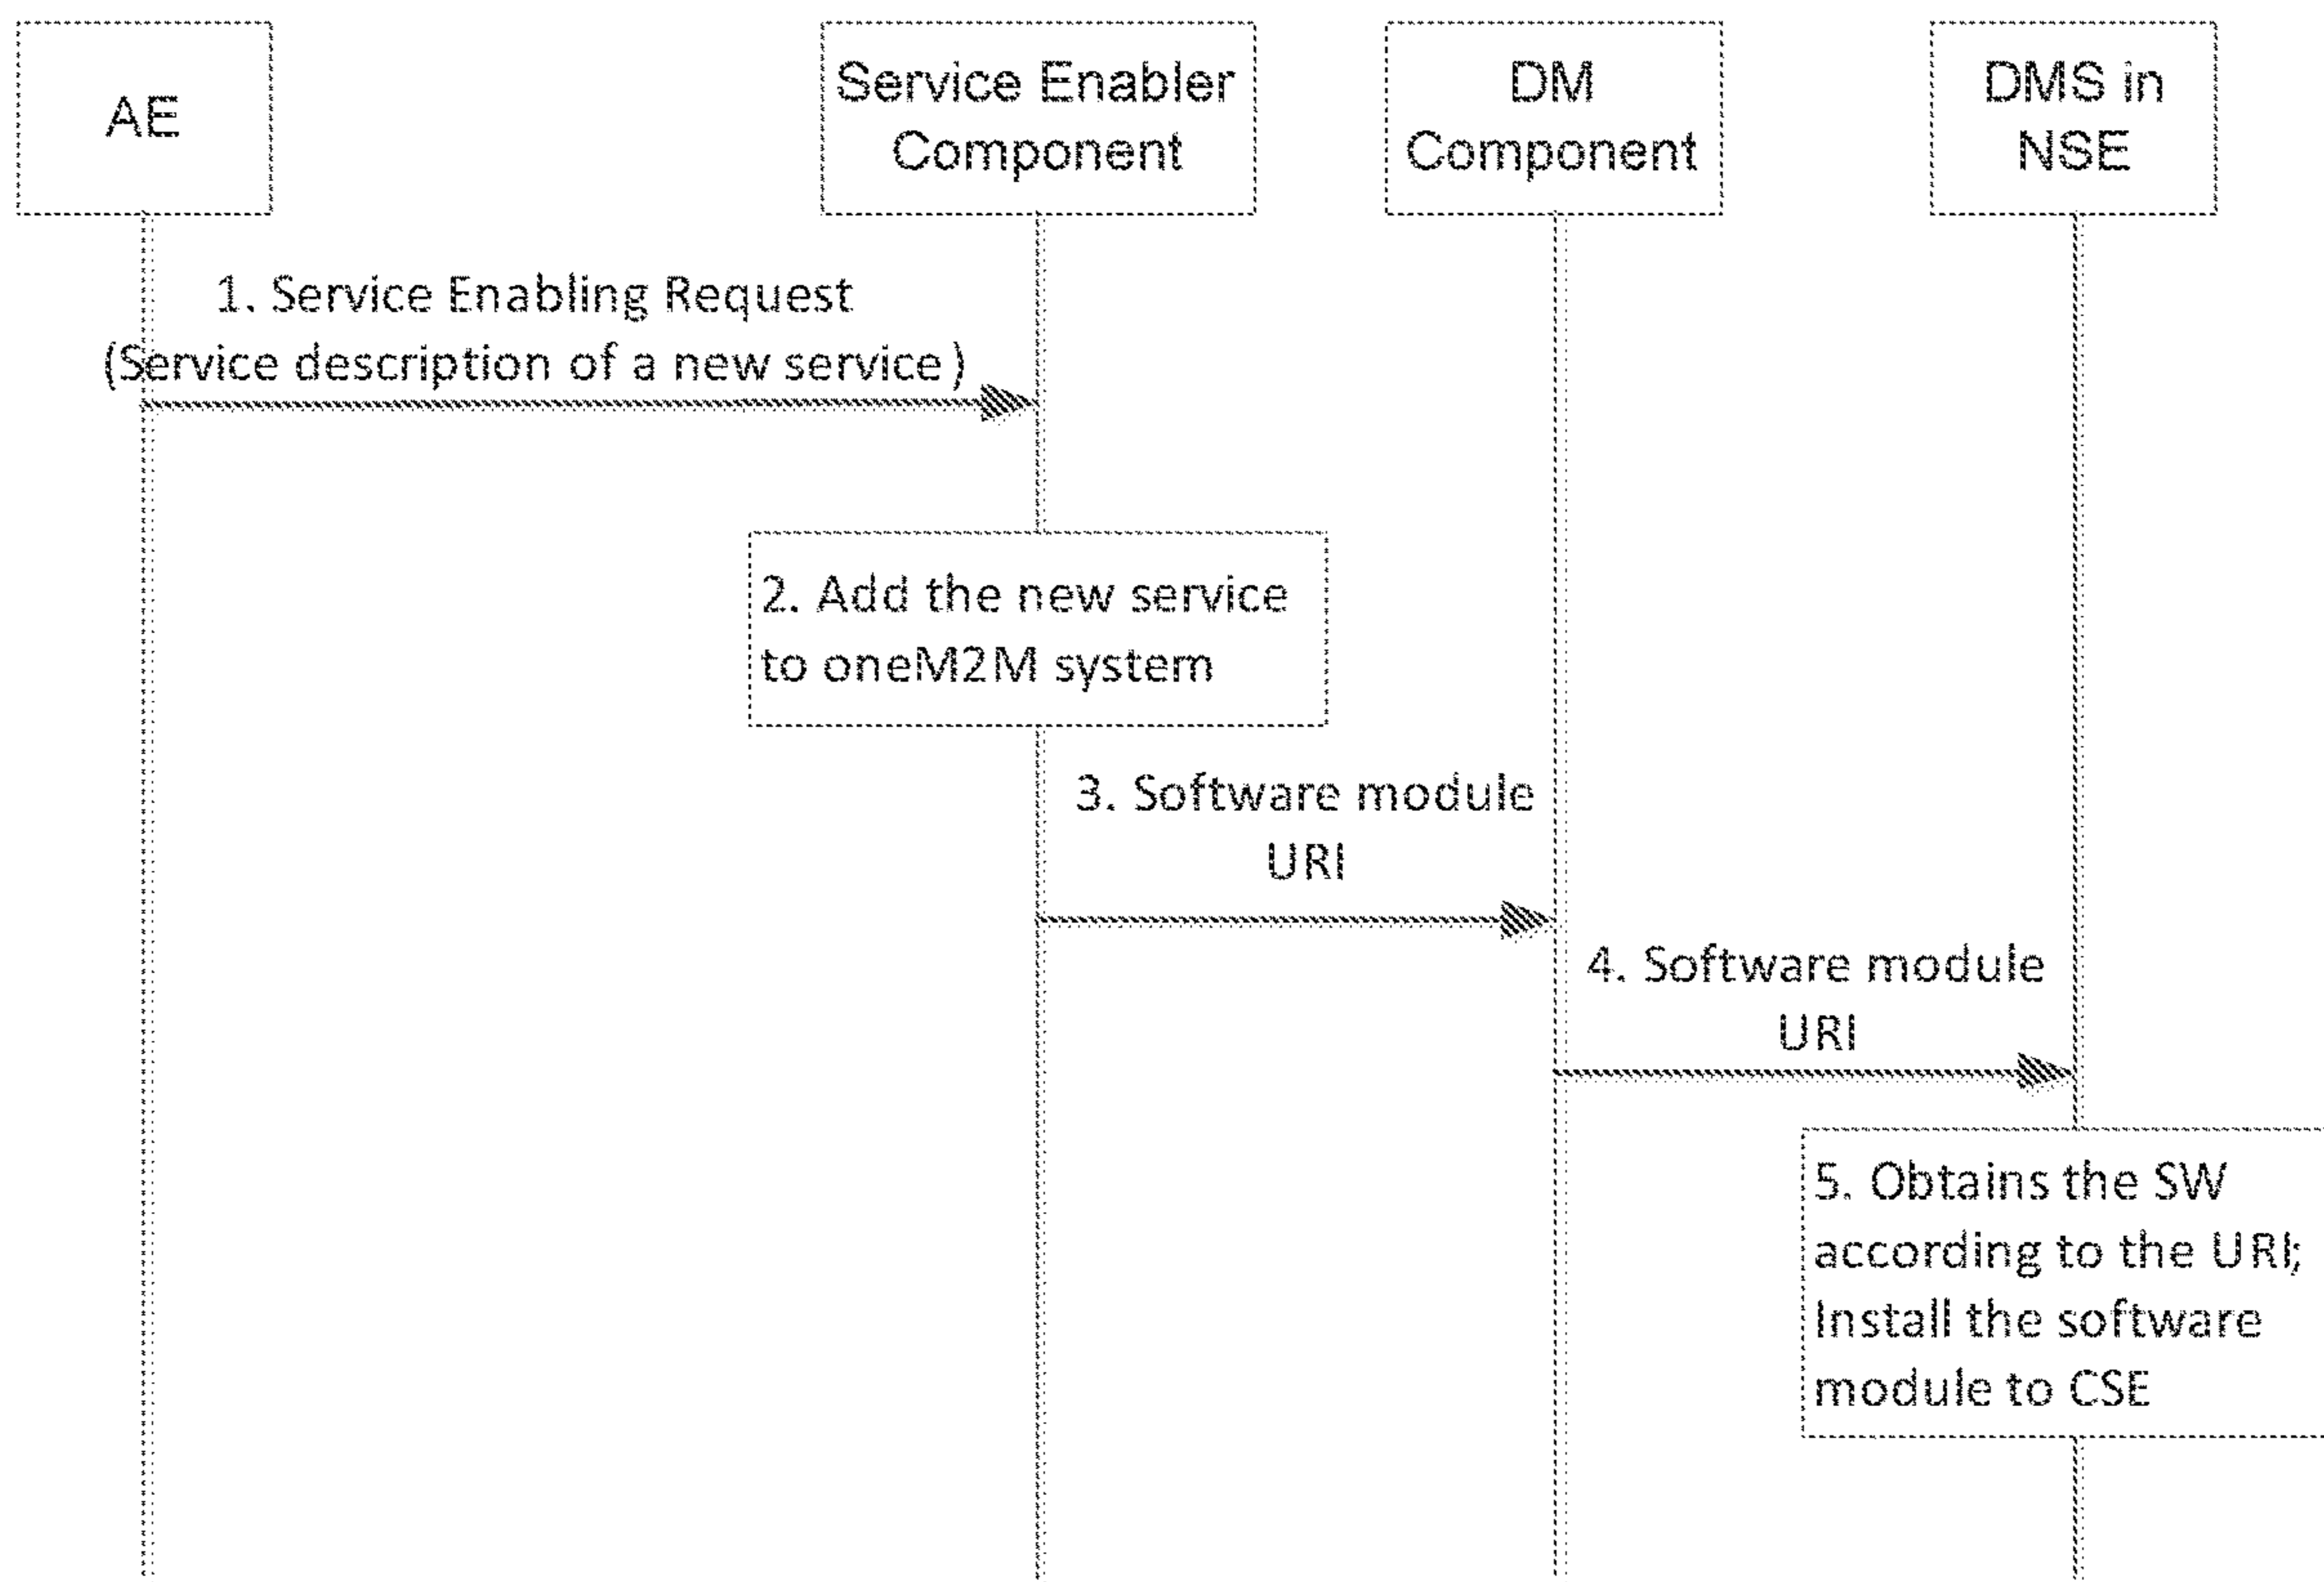 AE
Service Enabler
Component
DM
Component
DMS in
NSE
1. Service Enabling Request
(Service description of a new service)
2. Add the new service
to oneM2M system
3. Software module
URI
4. Software module
URI
5. Obtains the SW
according to the URI;
Install the software
module to CSE